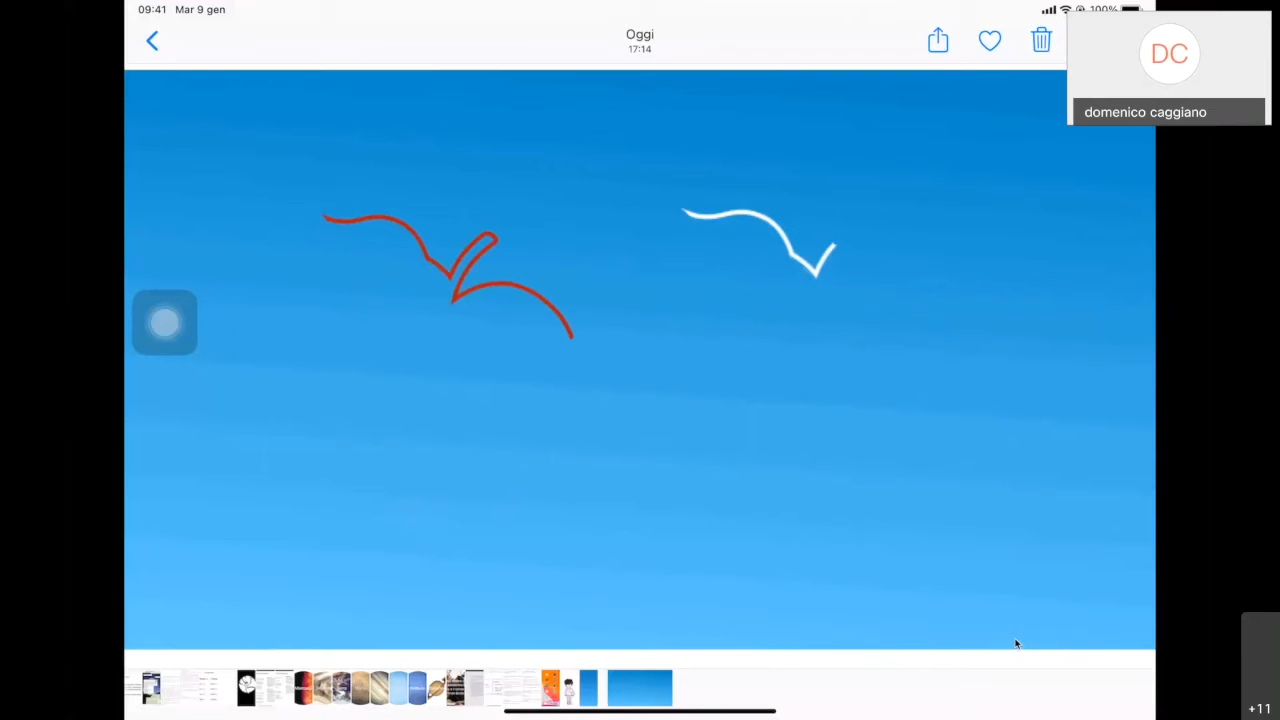 09:41 Mar 9 gen
100%
Oggi
17:14
DC
domenico caggiano
+11